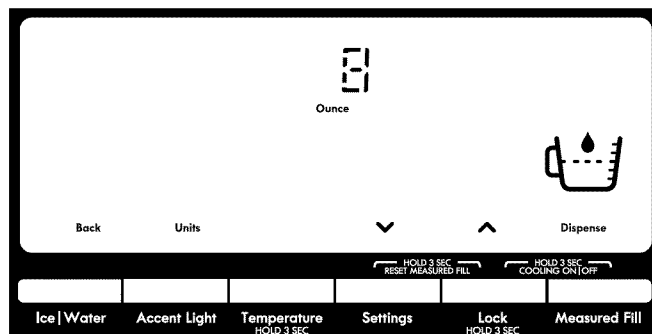 8
Ounce
Back Units Dispense
HOLD 3 SEC HOLD 3 SEC
RESET MEASURED FILL COOLING ON|OFF
Ice|Water Accent Light Temperature Settings Lock Measured Fill
HOLD 3 SEC HOLD 3 SEC